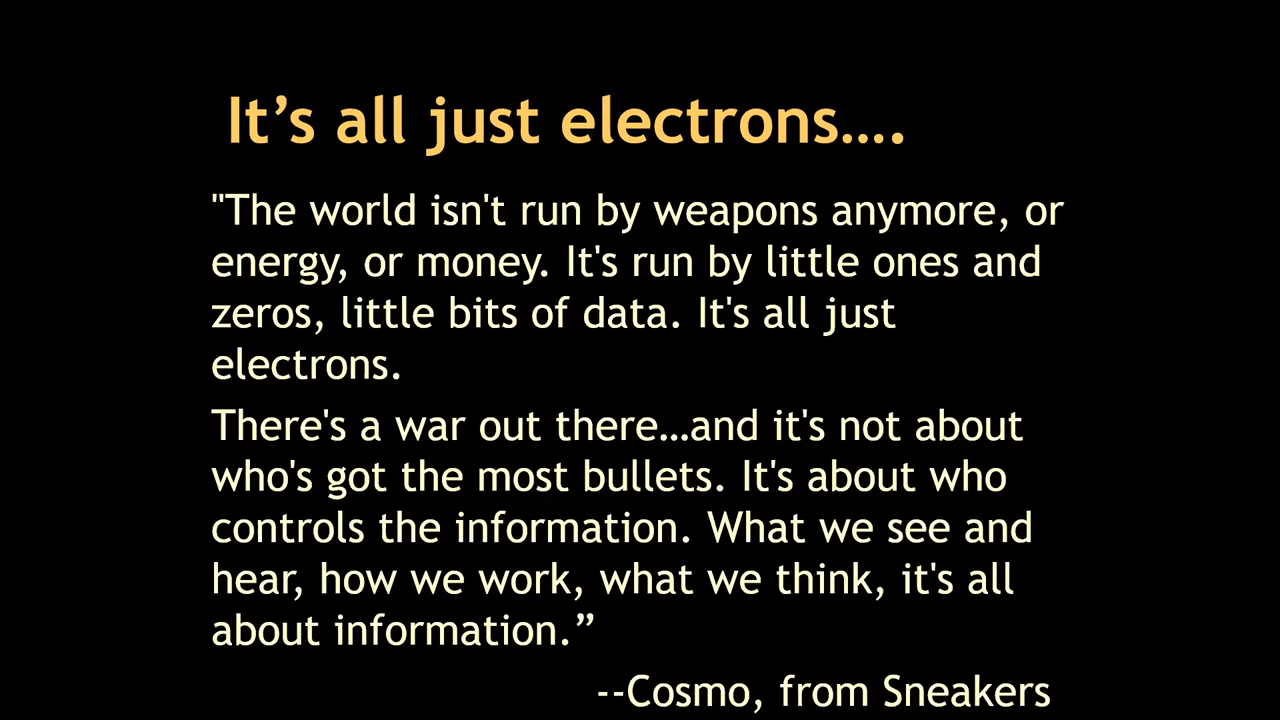 It’s all just electrons….
"The world isn't run by weapons anymore, or
energy, or money. It's run by little ones and
zeros, little bits of data. It's all just
electrons.
There's a war out there…and it's not about
who's got the most bullets. It's about who
controls the information. What we see and
hear, how we work, what we think, it's all
about information.”
--Cosmo, from Sneakers